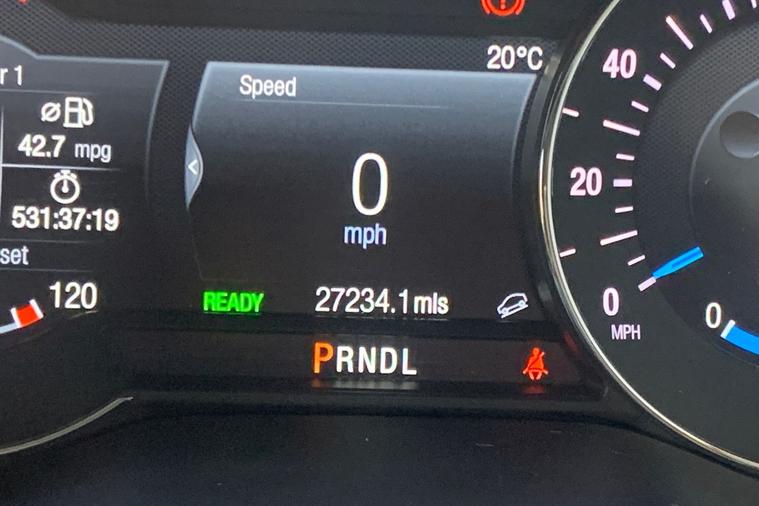 20°C
r 1
Speed
42.7 mpg
531:37:19
set
120
0
mph
READY
27234.1 mls
PRNDL
40
20
0
MPH
0